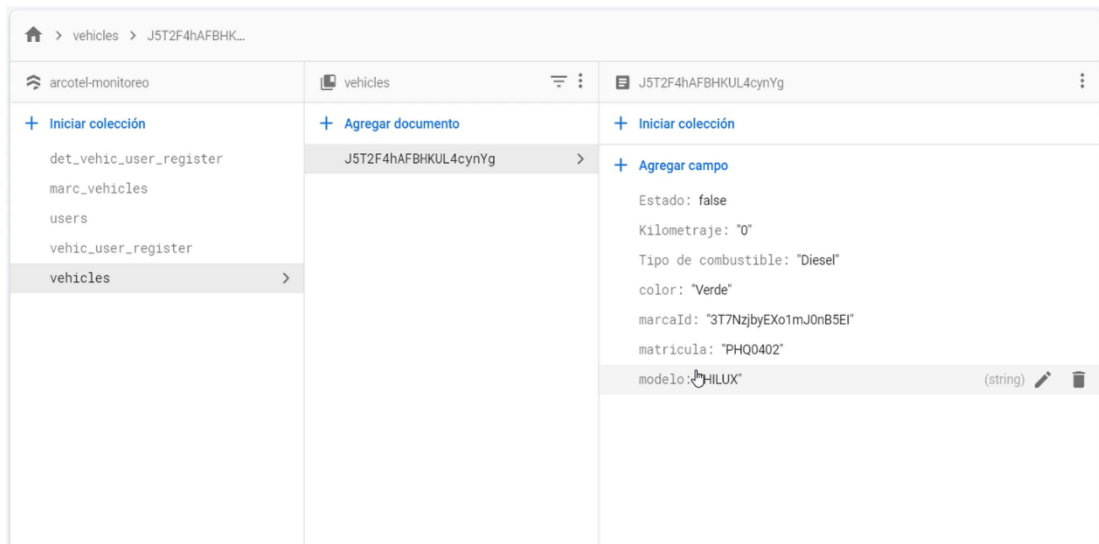 vehicles > J5T2F4hAFBHK...
arcotel-monitoreo
+ Iniciar colección
det_vehic_user_register
marc_vehicles
users
vehic_user_register
vehicles
vehicles
+ Agregar documento
J5T2F4hAFBHKUL4cynYg
J5T2F4hAFBHKUL4cynYg
+ Iniciar colección
+ Agregar campo
Estado: false
Kilometraje: "0"
Tipo de combustible: "Diesel"
color: "Verde"
marcaId: "3T7NzjbyEXo1mJ0nB5EI"
matricula: "PHQ0402"
modelo: HILUX" (string)